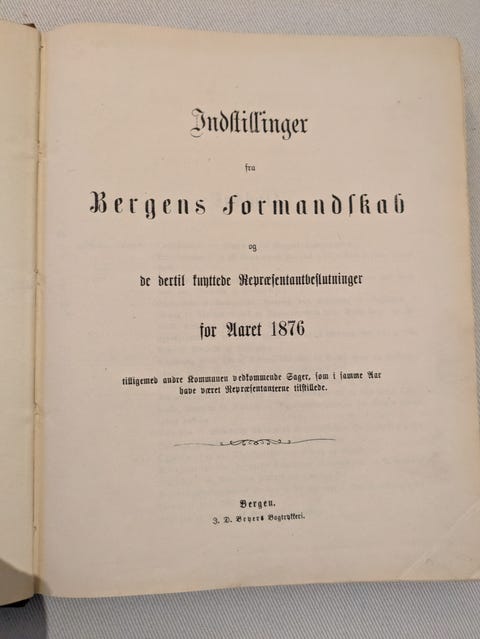 Indstillinger
fra
Bergens Formandskab
og
de dertil knyttede Repræsentantbeslutninger
for Aaret 1876
tilligemed andre Kommunen vedkommende Sager, som i samme Aar
have været Repræsentanterne tilstillede.
Bergen.
J. D. Beyers Bogtrykkeri.